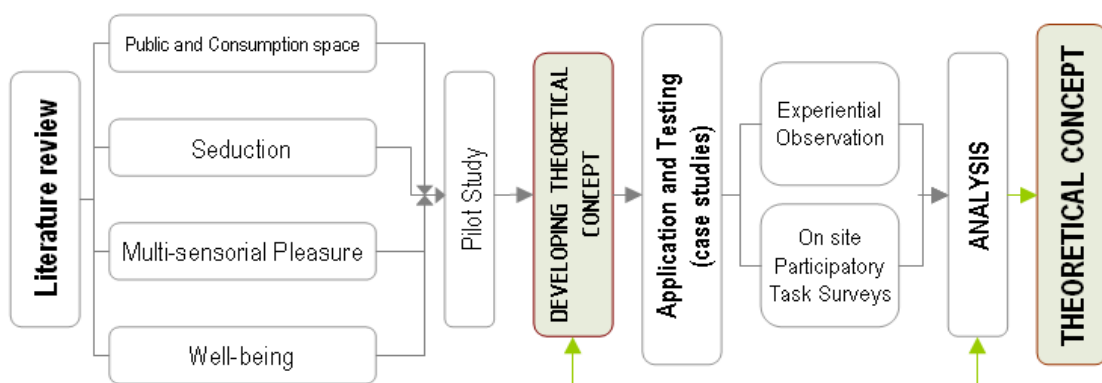 Literature review
Public and Consumption space
Seduction
Multi-sensorial Pleasure
Well-being
Pilot Study
DEVELOPING THEORETICAL
CONCEPT
Application and Testing
(case studies)
Experiential
Observation
On site
Participatory
Task Surveys
ANALYSIS
THEORETICAL CONCEPT